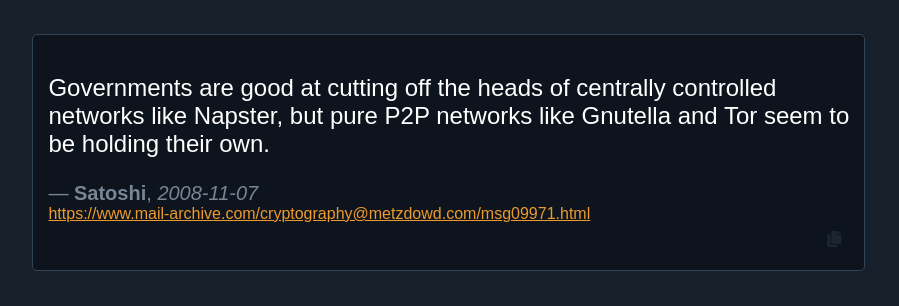 Governments are good at cutting off the heads of centrally controlled
networks like Napster, but pure P2P networks like Gnutella and Tor seem to
be holding their own.
— Satoshi, 2008-11-07
https://www.mail-archive.com/cryptography@metzdowd.com/msg09971.html